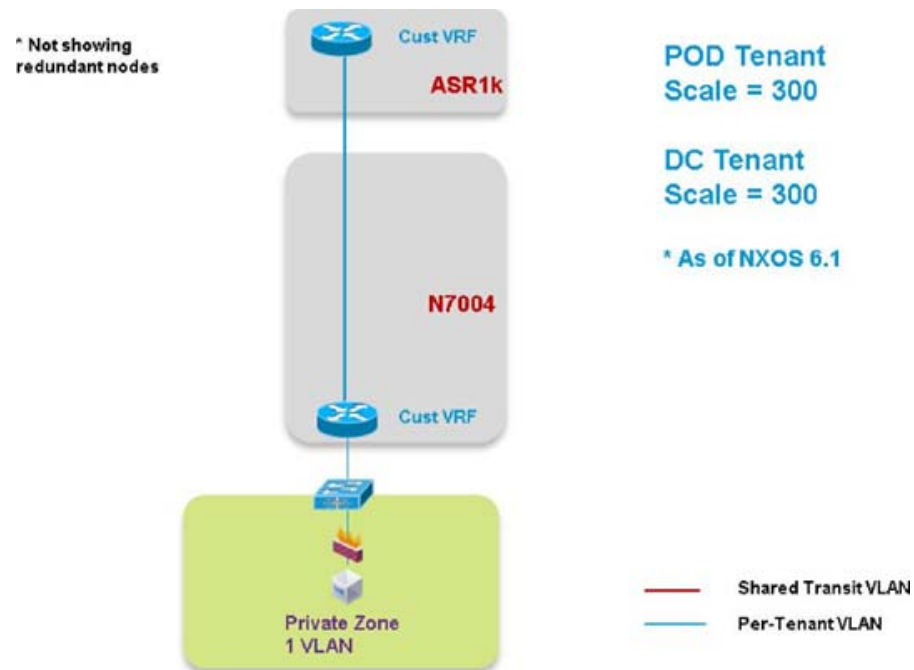 * Not showing
redundant nodes
Cust VRF
ASR1k
POD Tenant
Scale = 300
DC Tenant
Scale = 300
* As of NXOS 6.1
N7004
Cust VRF
Private Zone
1 VLAN
Shared Transit VLAN
Per-Tenant VLAN